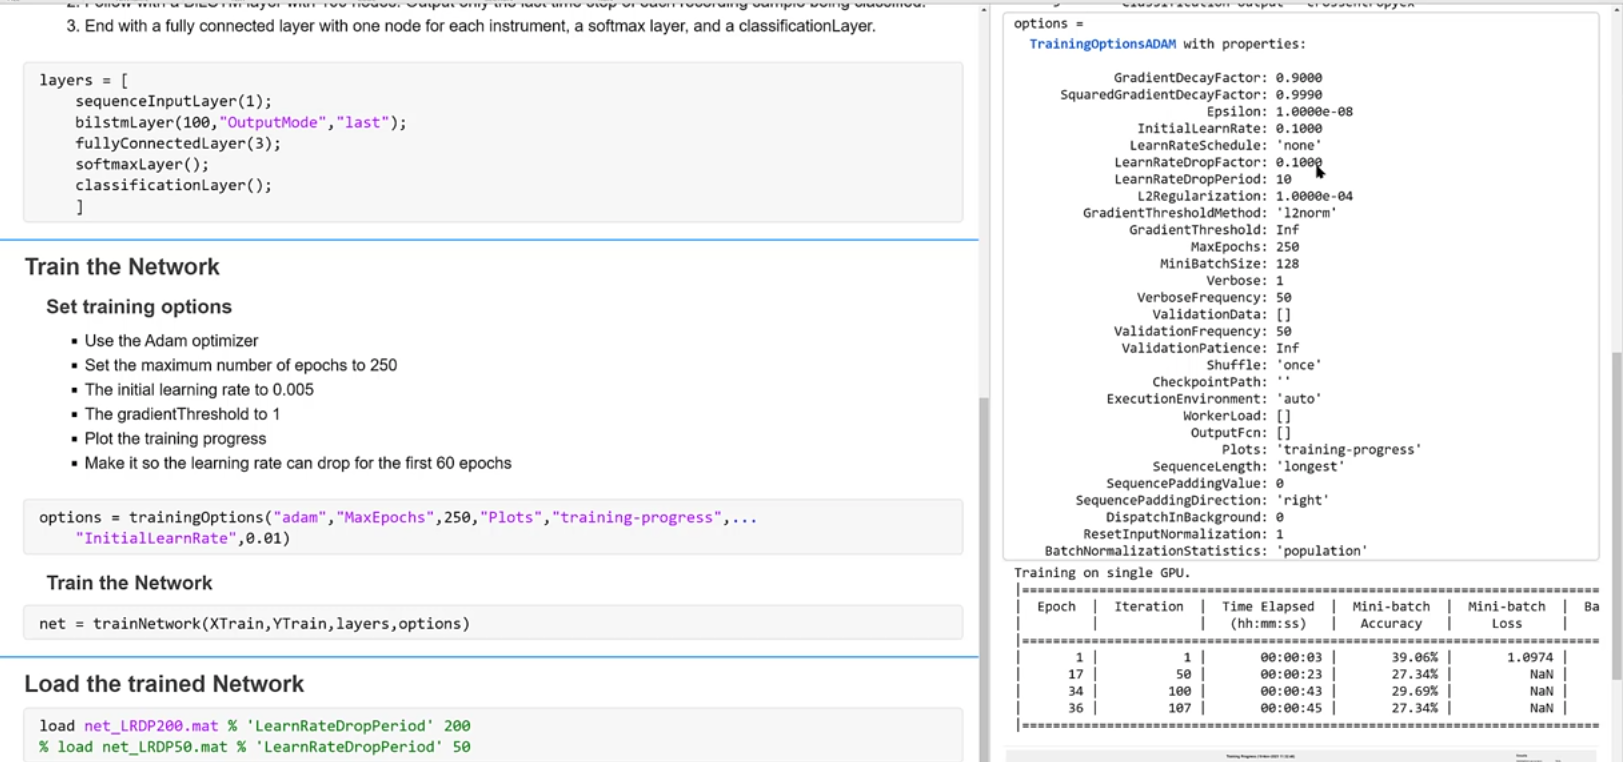 3. End with a fully connected layer with one node for each instrument, a softmax layer, and a classificationLayer.
layers = [
sequenceInputLayer(1);
bilstmLayer(100,"OutputMode","last");
fullyConnectedLayer(3);
softmaxLayer();
classificationLayer();
]
Train the Network
Set training options
▪ Use the Adam optimizer
▪ Set the maximum number of epochs to 250
▪ The initial learning rate to 0.005
▪ The gradientThreshold to 1
▪ Plot the training progress
▪ Make it so the learning rate can drop for the first 60 epochs
options = trainingOptions("adam","MaxEpochs",250,"Plots","training-progress",...
"InitialLearnRate",0.01)
Train the Network
net = trainNetwork(XTrain,YTrain,layers,options)
Load the trained Network
load net_LRDP200.mat % 'LearnRateDropPeriod' 200
% load net_LRDP50.mat % 'LearnRateDropPeriod' 50
options =
TrainingOptionsADAM with properties:
GradientDecayFactor: 0.9000
SquaredGradientDecayFactor: 0.9990
Epsilon: 1.0000e-08
InitialLearnRate: 0.1000
LearnRateSchedule: 'none'
LearnRateDropFactor: 0.1000
LearnRateDropPeriod: 10
L2Regularization: 1.0000e-04
GradientThresholdMethod: 'l2norm'
GradientThreshold: Inf
MaxEpochs: 250
MiniBatchSize: 128
Verbose: 1
VerboseFrequency: 50
ValidationData: []
ValidationFrequency: 50
ValidationPatience: Inf
Shuffle: 'once'
CheckpointPath: ''
ExecutionEnvironment: 'auto'
WorkerLoad: []
OutputFcn: []
Plots: 'training-progress'
SequenceLength: 'longest'
SequencePaddingValue: 0
SequencePaddingDirection: 'right'
DispatchInBackground: 0
ResetInputNormalization: 1
BatchNormalizationStatistics: 'population'
Training on single GPU.
| Epoch | Iteration | Time Elapsed | Mini-batch | Mini-batch | Ba
| | | (hh:mm:ss) | Accuracy | Loss |
| 1 | 1 | 00:00:03 | 39.06% | 1.0974 |
| 17 | 50 | 00:00:23 | 27.34% | NaN |
| 34 | 100 | 00:00:43 | 29.69% | NaN |
| 36 | 107 | 00:00:45 | 27.34% | NaN |